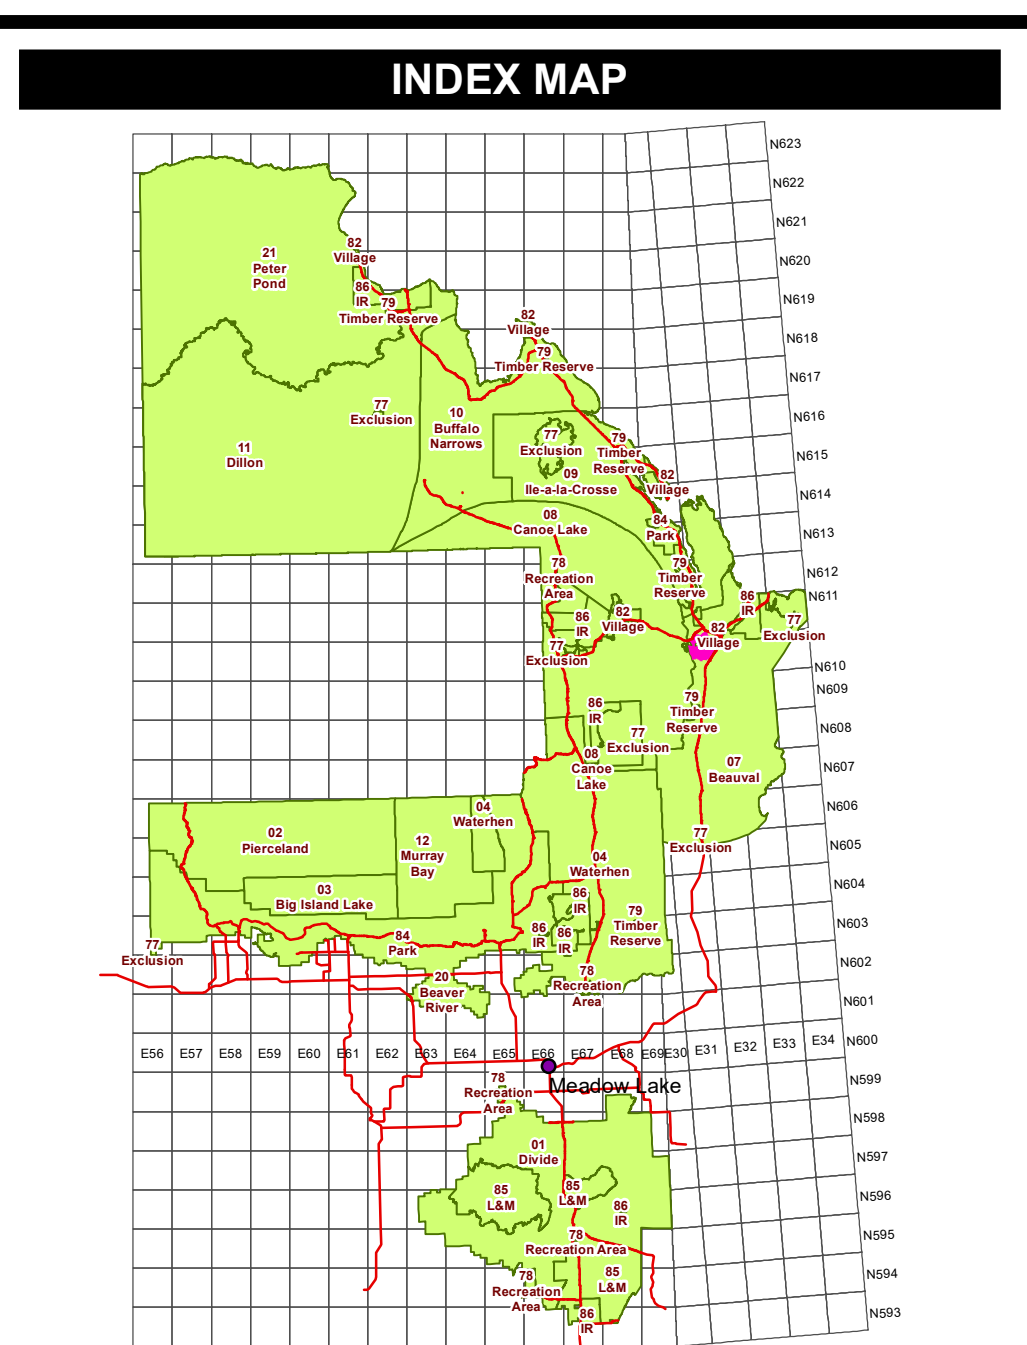 INDEX MAP
N623
N622
N621
N620
N619
N618
N617
N616
N615
N614
N613
N612
N611
N610
N609
N608
N607
N606
N605
N604
N603
N602
N601
N600
N599
N598
N597
N596
N595
N594
N593
21
Peter
Pond
82
Village
86
IR
79
Timber Reserve
82
Village
79
Timber Reserve
77
Exclusion
10
Buffalo
Narrows
11
Dillon
77
Exclusion
79
Timber
Reserve
09
Ile-a-la-Crosse
82
Village
08
Canoe Lake
84
Park
78
Recreation
Area
79
Timber
Reserve
86
IR
82
Village
86
IR
77
Exclusion
82
Village
77
Exclusion
86
IR
79
Timber
Reserve
77
Exclusion
08
Canoe
Lake
07
Beauval
04
Waterhen
02
Pierceland
12
Murray
Bay
77
Exclusion
03
Big Island Lake
04
Waterhen
86
IR
79
Timber
Reserve
86
IR
86
IR
84
Park
77
Exclusion
20
Beaver
River
78
Recreation
Area
E56 E57 E58 E59 E60 E61 E62 E63 E64 E65 E66 E67 E68 E69 E30 E31 E32 E33 E34
Meadow Lake
78
Recreation
Area
01
Divide
85
L&M
85
L&M
86
IR
78
Recreation Area
78
Recreation
Area
85
L&M
86
IR